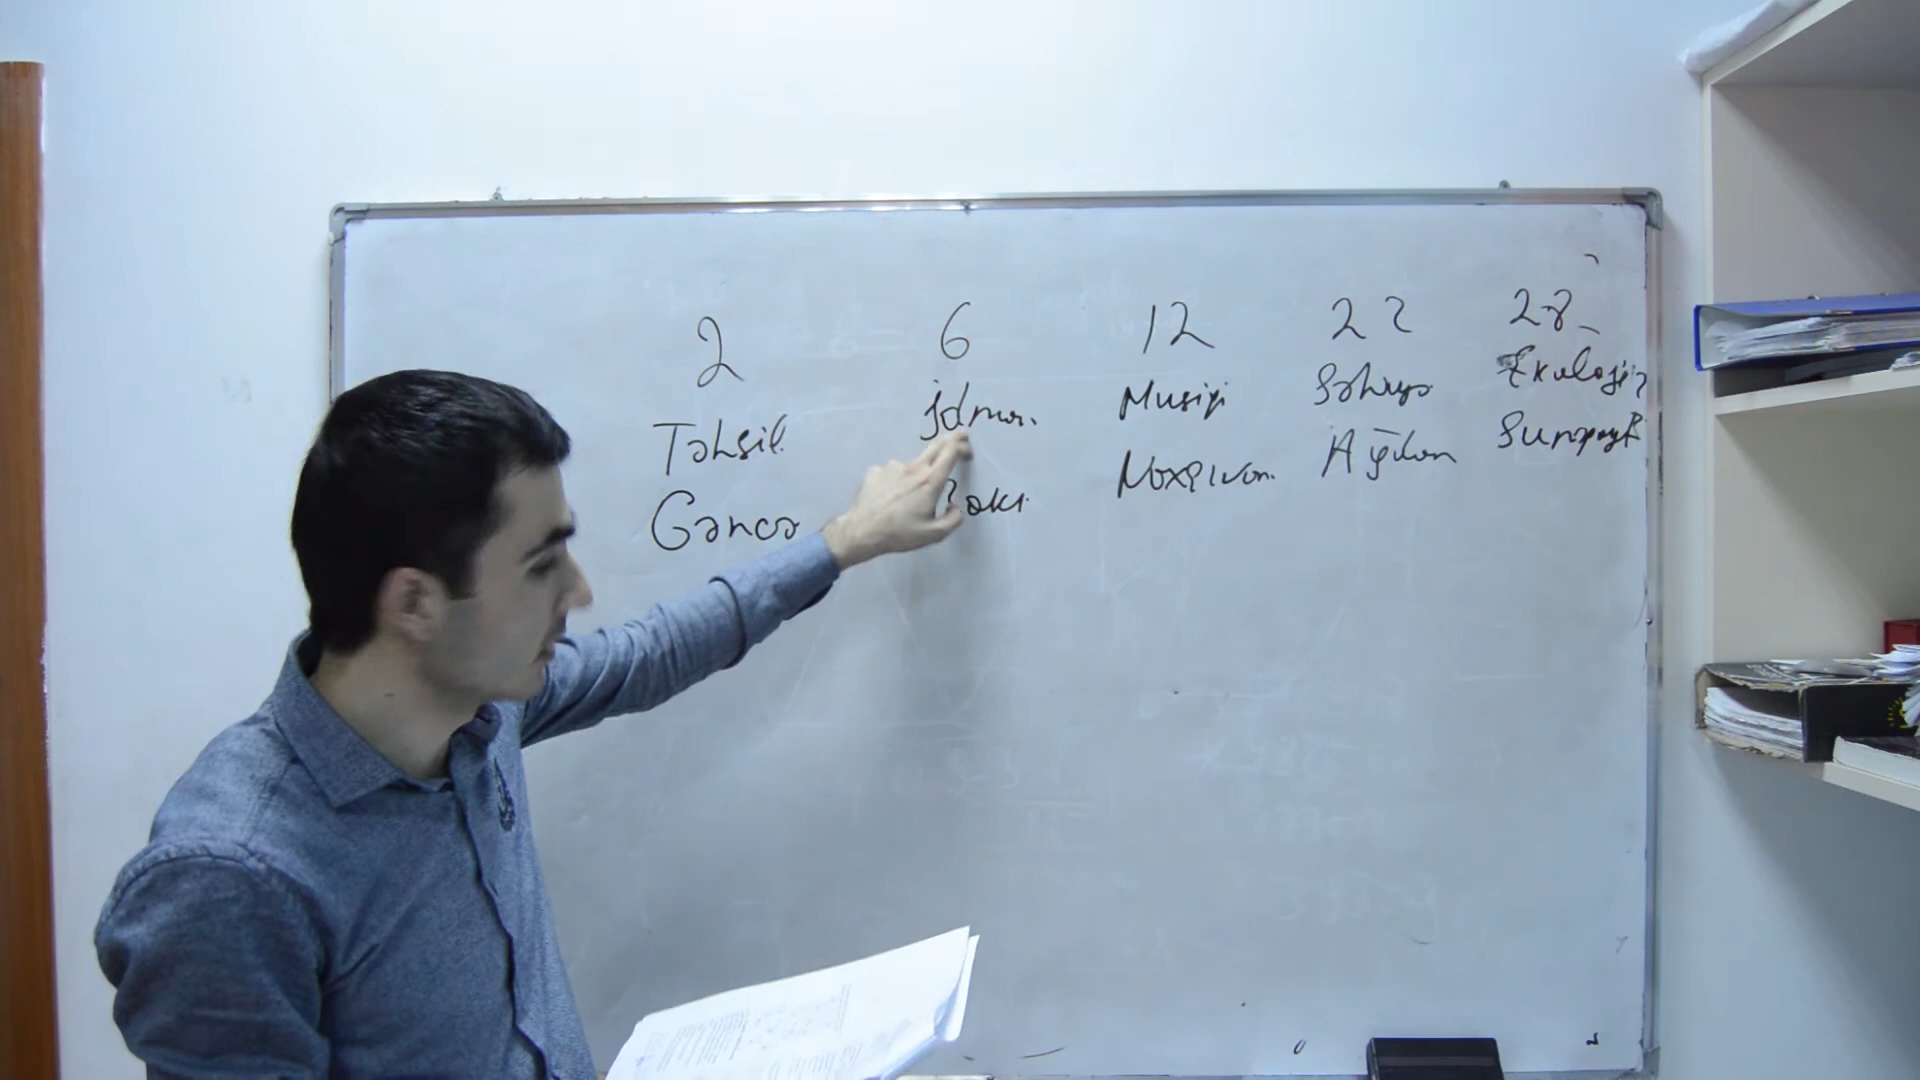 2 6 12 22 28
Təhsil İdman Musiqi Səhiyyə Ekologiya
Gəncə Bakı Naxçıvan Ağdam Sumqayıt